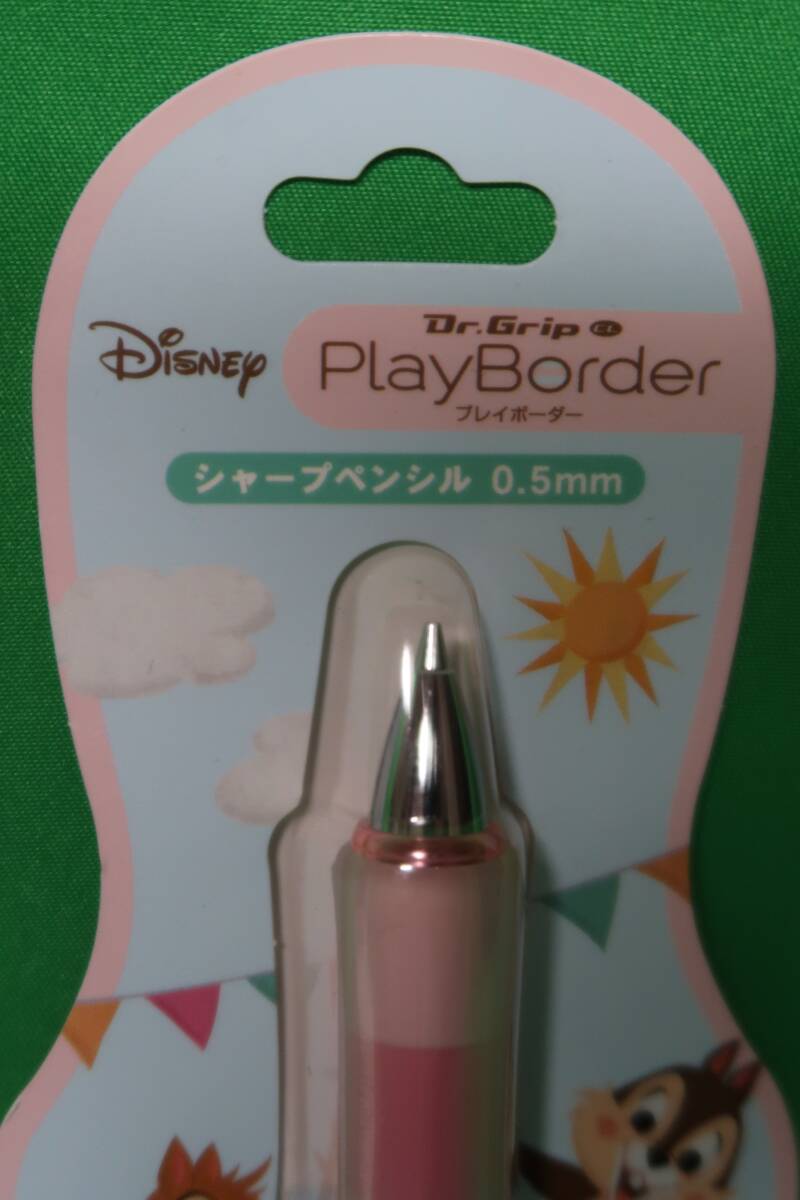 Disney
Dr.Grip CL
PlayBorder
プレイボーダー
シャープペンシル 0.5mm